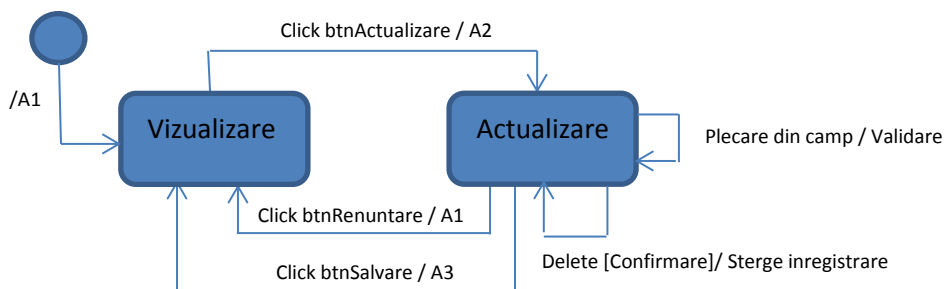 Click btnActualizare / A2
/A1
Vizualizare
Actualizare
Plecare din camp / Validare
Click btnRenuntare / A1
Click btnSalvare / A3
Delete [Confirmare]/ Sterge inregistrare